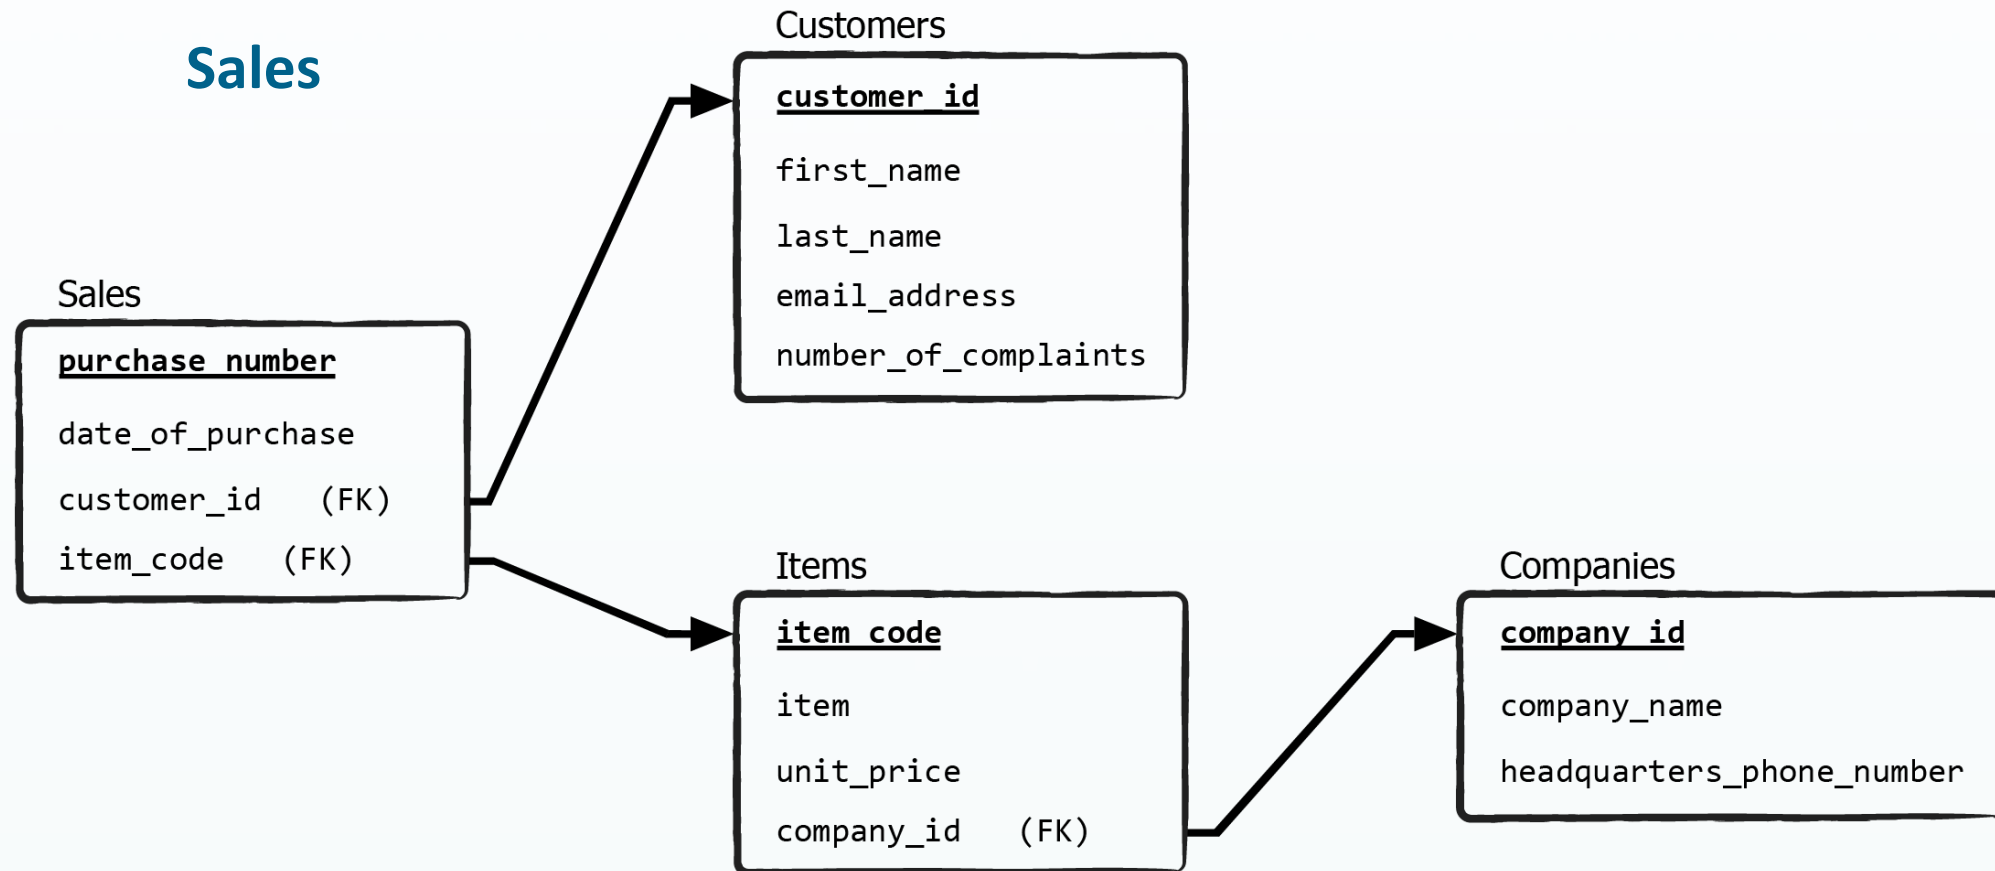 Sales
Customers
customer_id
first_name
last_name
email_address
number_of_complaints
Sales
purchase_number
date_of_purchase
customer_id (FK)
item_code (FK)
Items
item_code
item
unit_price
company_id (FK)
Companies
company_id
company_name
headquarters_phone_number